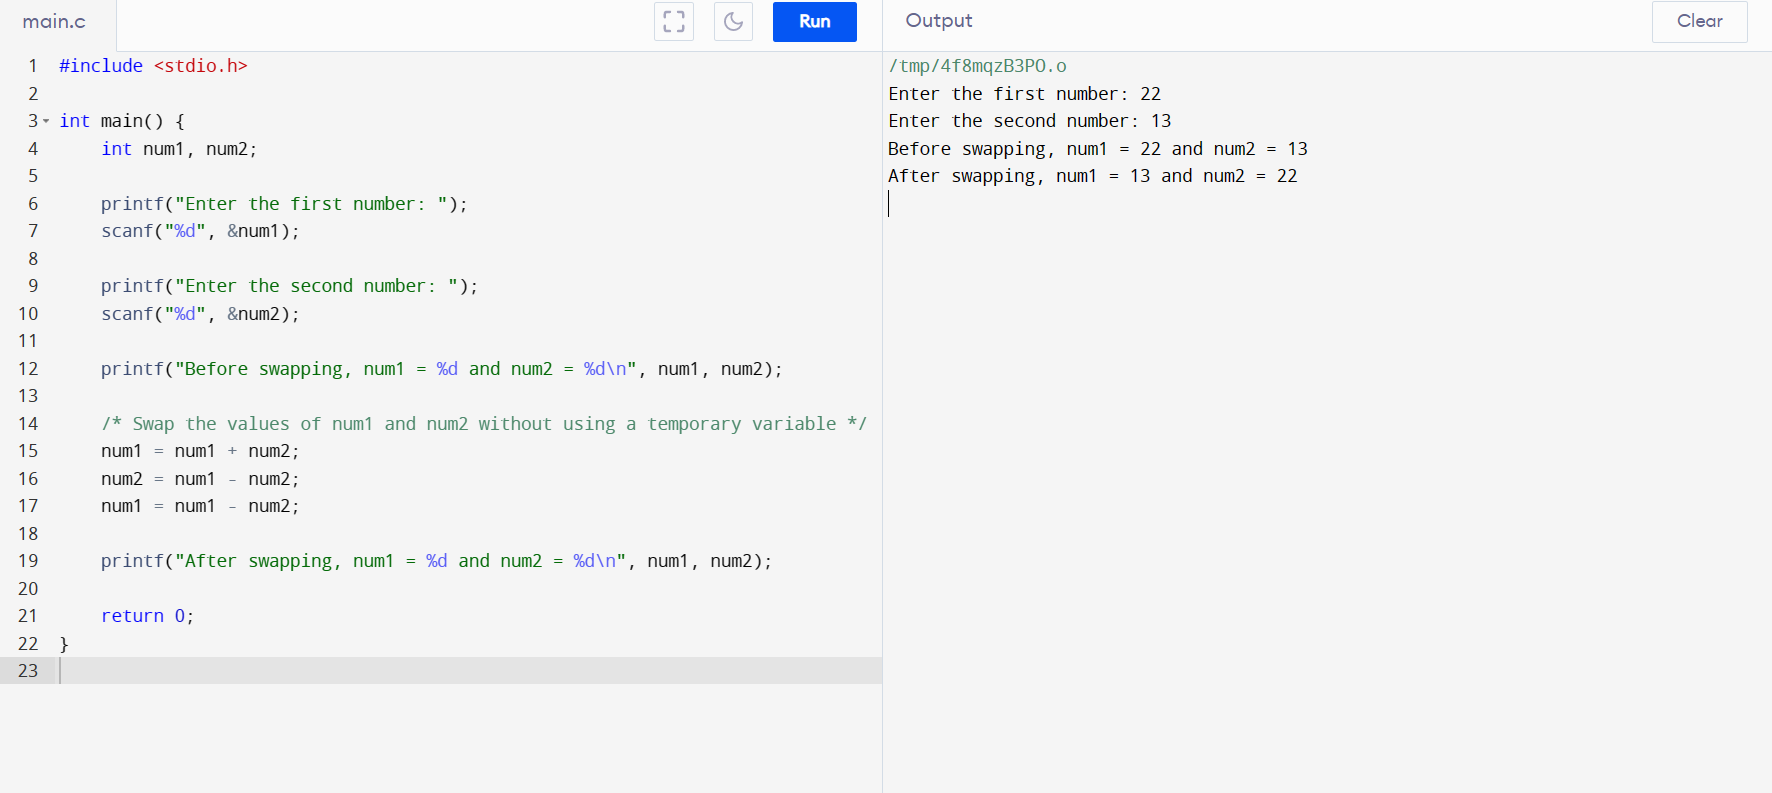 main.c
Run
Output
Clear
1 #include <stdio.h>
2
3 int main() {
4     int num1, num2;
5
6     printf("Enter the first number: ");
7     scanf("%d", &num1);
8
9     printf("Enter the second number: ");
10     scanf("%d", &num2);
11
12     printf("Before swapping, num1 = %d and num2 = %d\n", num1, num2);
13
14     /* Swap the values of num1 and num2 without using a temporary variable */
15     num1 = num1 + num2;
16     num2 = num1 - num2;
17     num1 = num1 - num2;
18
19     printf("After swapping, num1 = %d and num2 = %d\n", num1, num2);
20
21     return 0;
22 }
23
/tmp/4f8mqzB3PO.o
Enter the first number: 22
Enter the second number: 13
Before swapping, num1 = 22 and num2 = 13
After swapping, num1 = 13 and num2 = 22